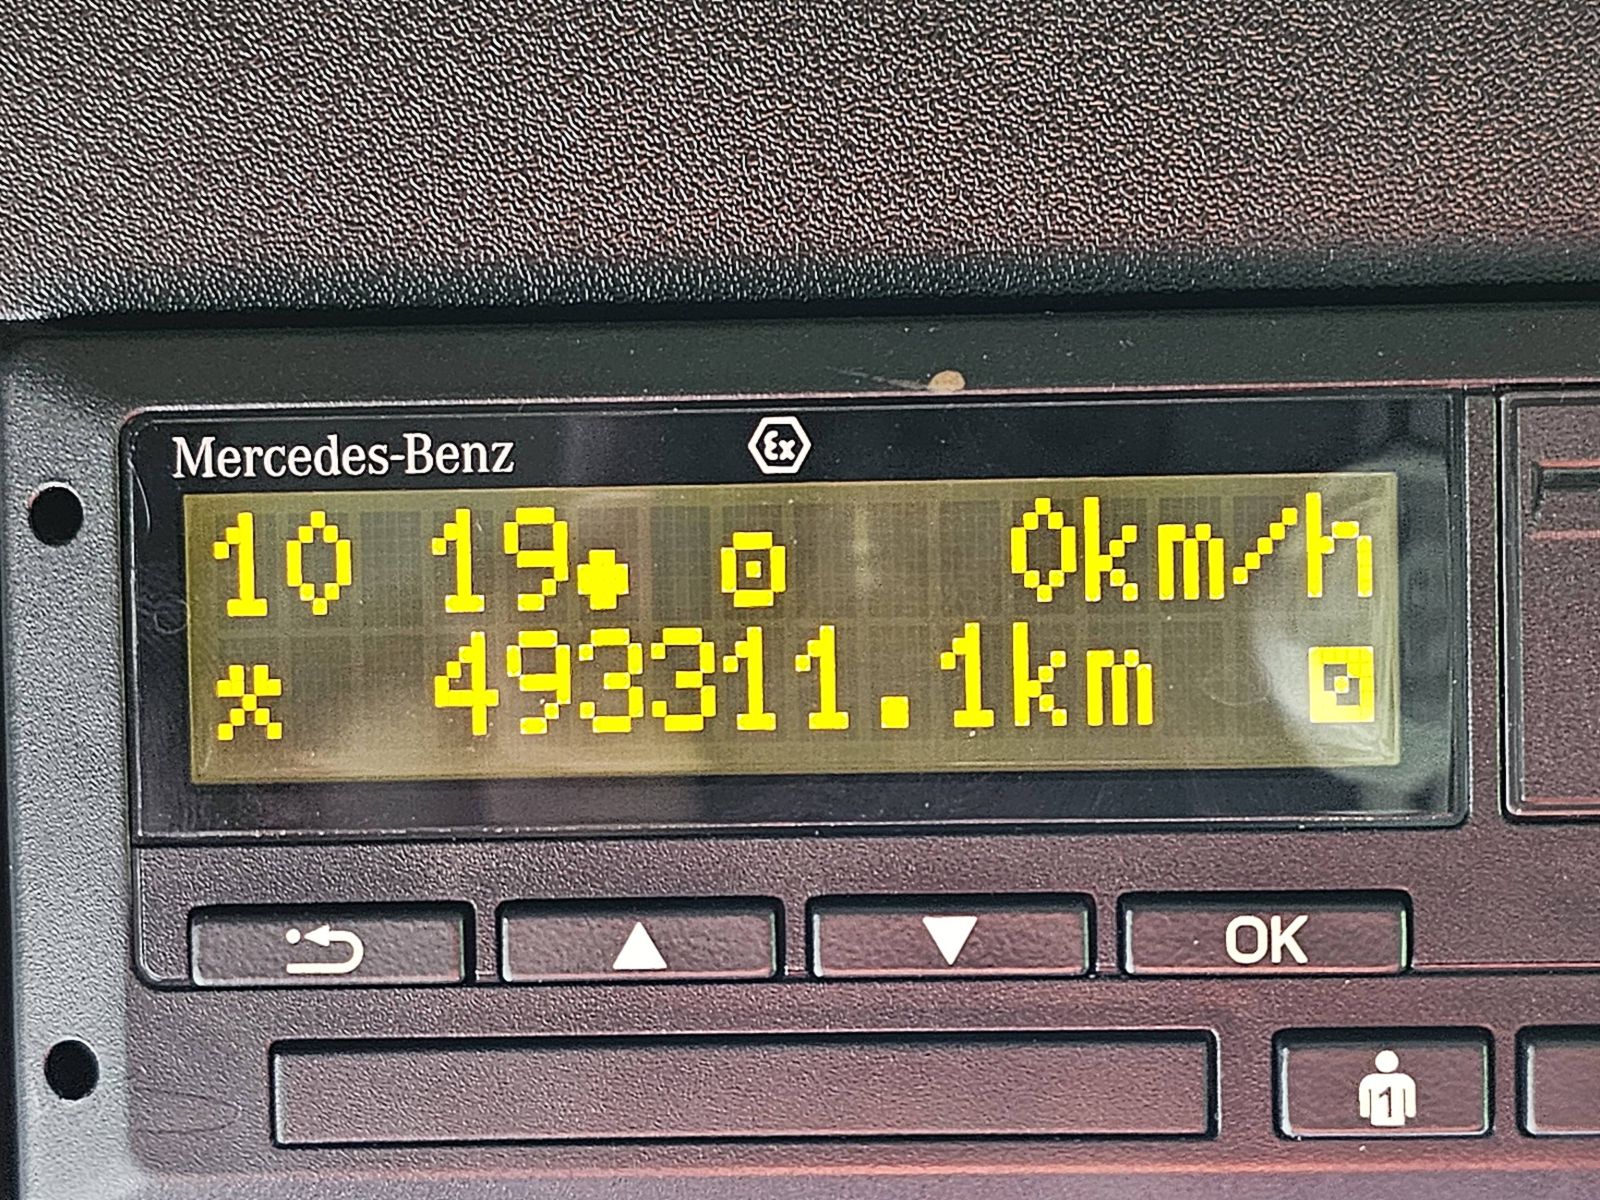 Mercedes-Benz
Ex
10 19 0km/h
493311.1km
OK
1